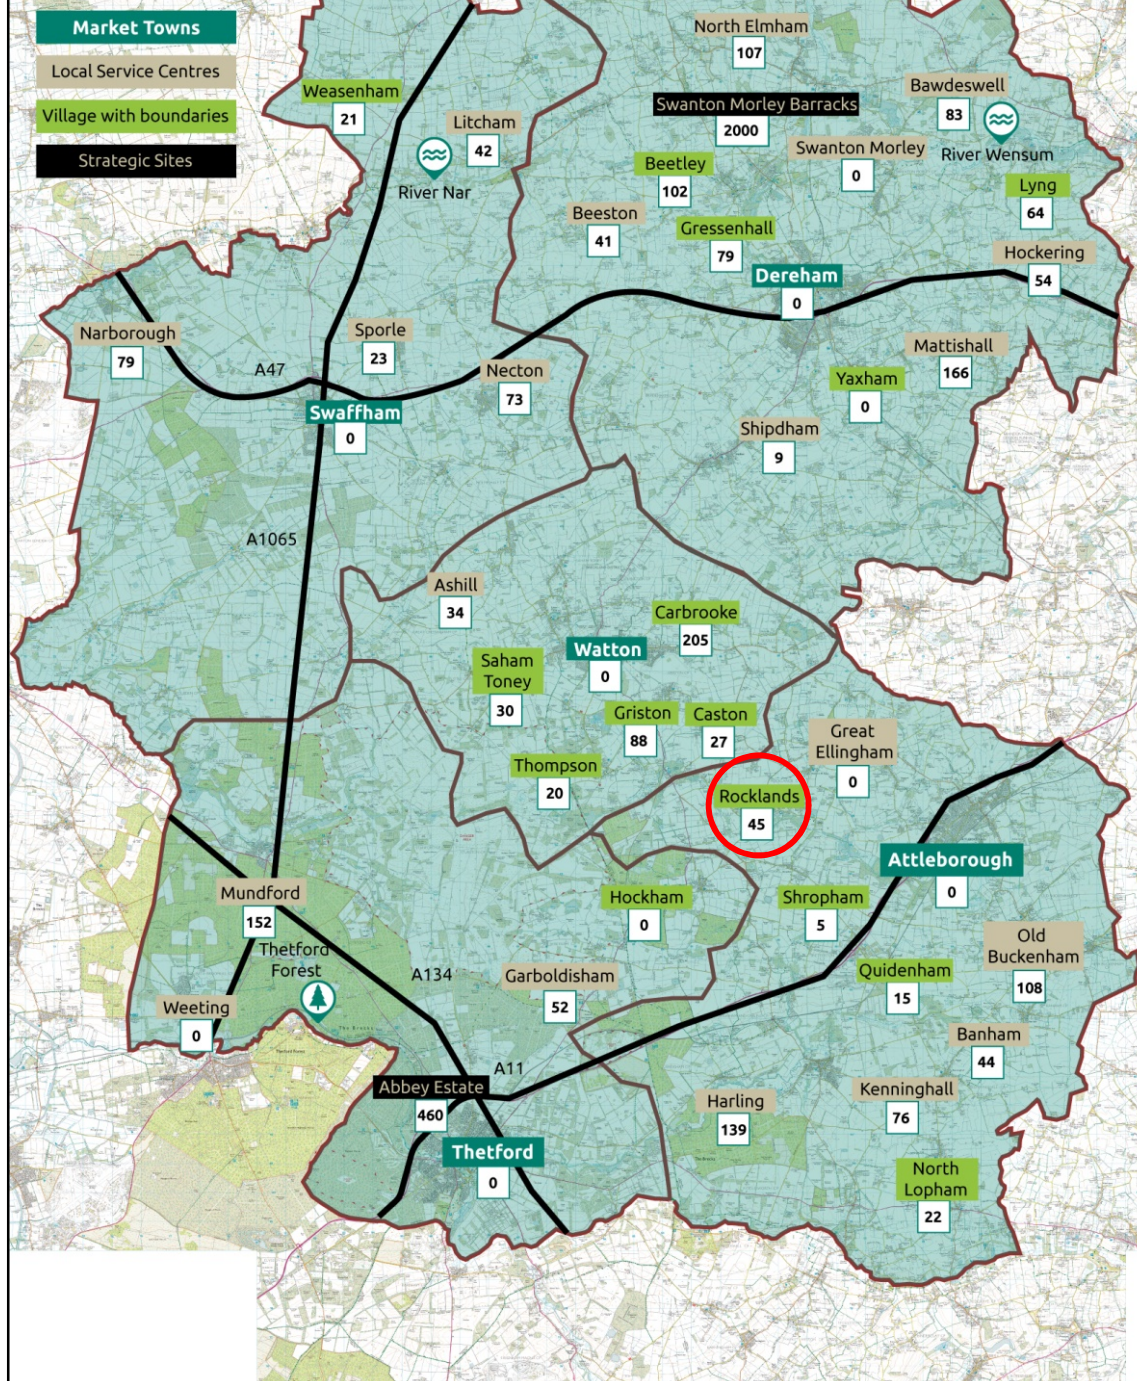 Market Towns
Local Service Centres
Village with boundaries
Strategic Sites
North Elmham
107
Weasenham
21
Litcham
42
River Nar
Swanton Morley Barracks
2000
Bawdeswell
83
River Wensum
Swanton Morley
0
Beetley
102
Lyng
64
Beeston
41
Gressenhall
79
Hockering
54
Dereham
0
Narborough
79
Sporle
23
A47
Necton
73
Mattishall
166
Yaxham
0
Swaffham
0
Shipdham
9
A1065
Ashill
34
Carbrooke
205
Watton
0
Saham
Toney
30
Griston
88
Caston
27
Great
Ellingham
0
Thompson
20
Rocklands
45
Attleborough
0
Mundford
152
Hockham
0
Shropham
5
Thetford
Forest
A134
Garboldisham
52
Old
Buckenham
108
Quidenham
15
Weeting
0
Banham
44
A11
Abbey Estate
460
Harling
139
Kenninghall
76
Thetford
0
North
Lopham
22